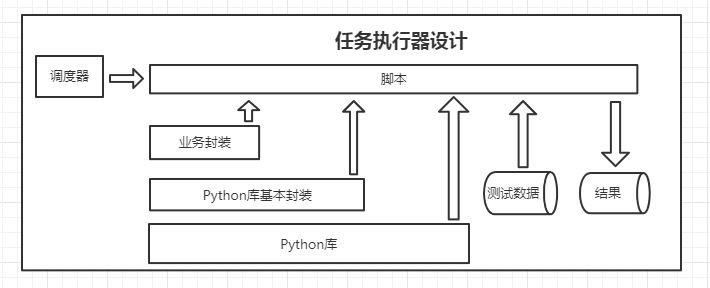 任务执行器设计
调度器
脚本
业务封装
Python库基本封装
测试数据
结果
Python库